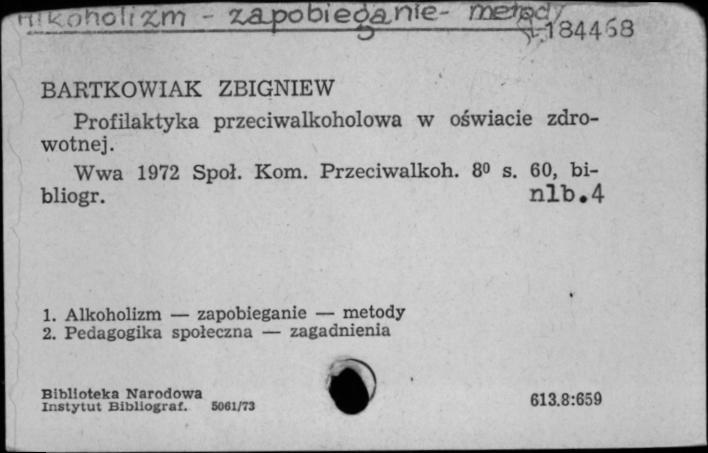 Alkoholizm - zapobieganie - metody
184468
BARTKOWIAK ZBIGNIEW
Profilaktyka przeciwalkoholowa w oświacie zdro-
wotnej.
Wwa 1972 Społ. Kom. Przeciwalkoh. 8⁰ s. 60, bi-
bliogr.
nlb.4
1. Alkoholizm — zapobieganie — metody
2. Pedagogika społeczna — zagadnienia
Biblioteka Narodowa
Instytut Bibliograf. 5061/73
613.8:659